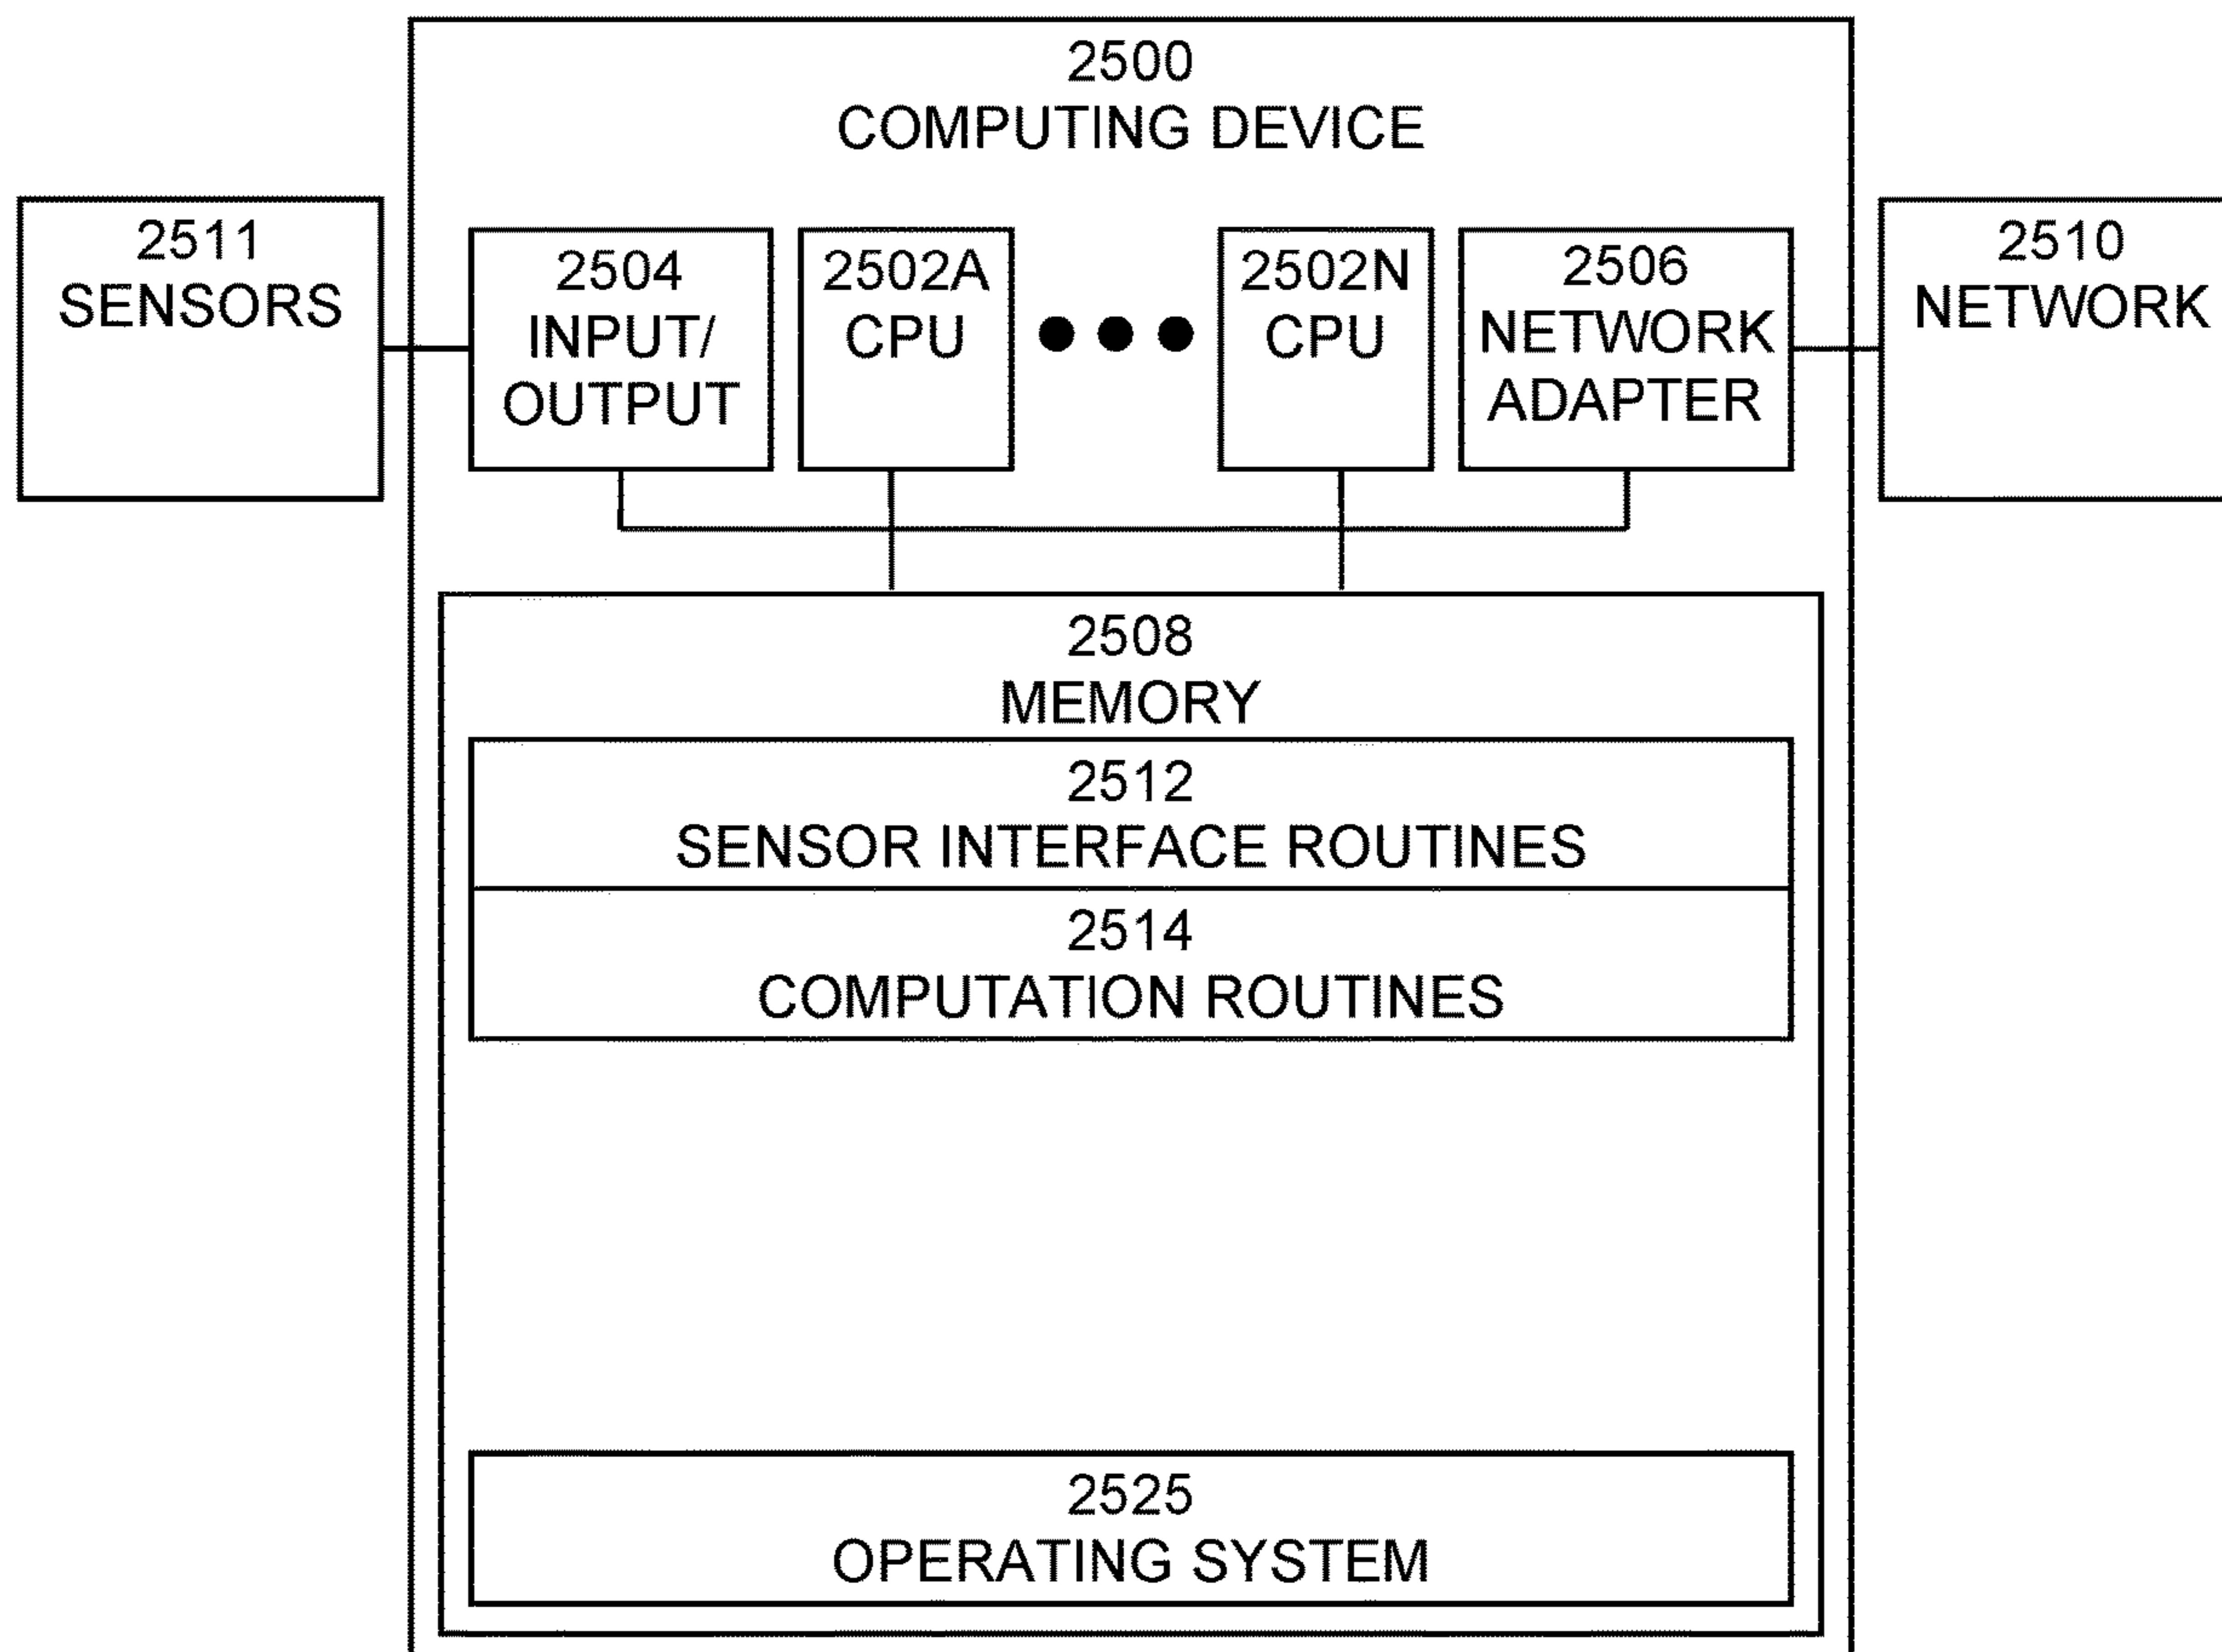 2500
COMPUTING DEVICE
2511
SENSORS
2504
INPUT/
OUTPUT
2502A
CPU
2502N
CPU
2506
NETWORK
ADAPTER
2510
NETWORK
2508
MEMORY
2512
SENSOR INTERFACE ROUTINES
2514
COMPUTATION ROUTINES
2525
OPERATING SYSTEM